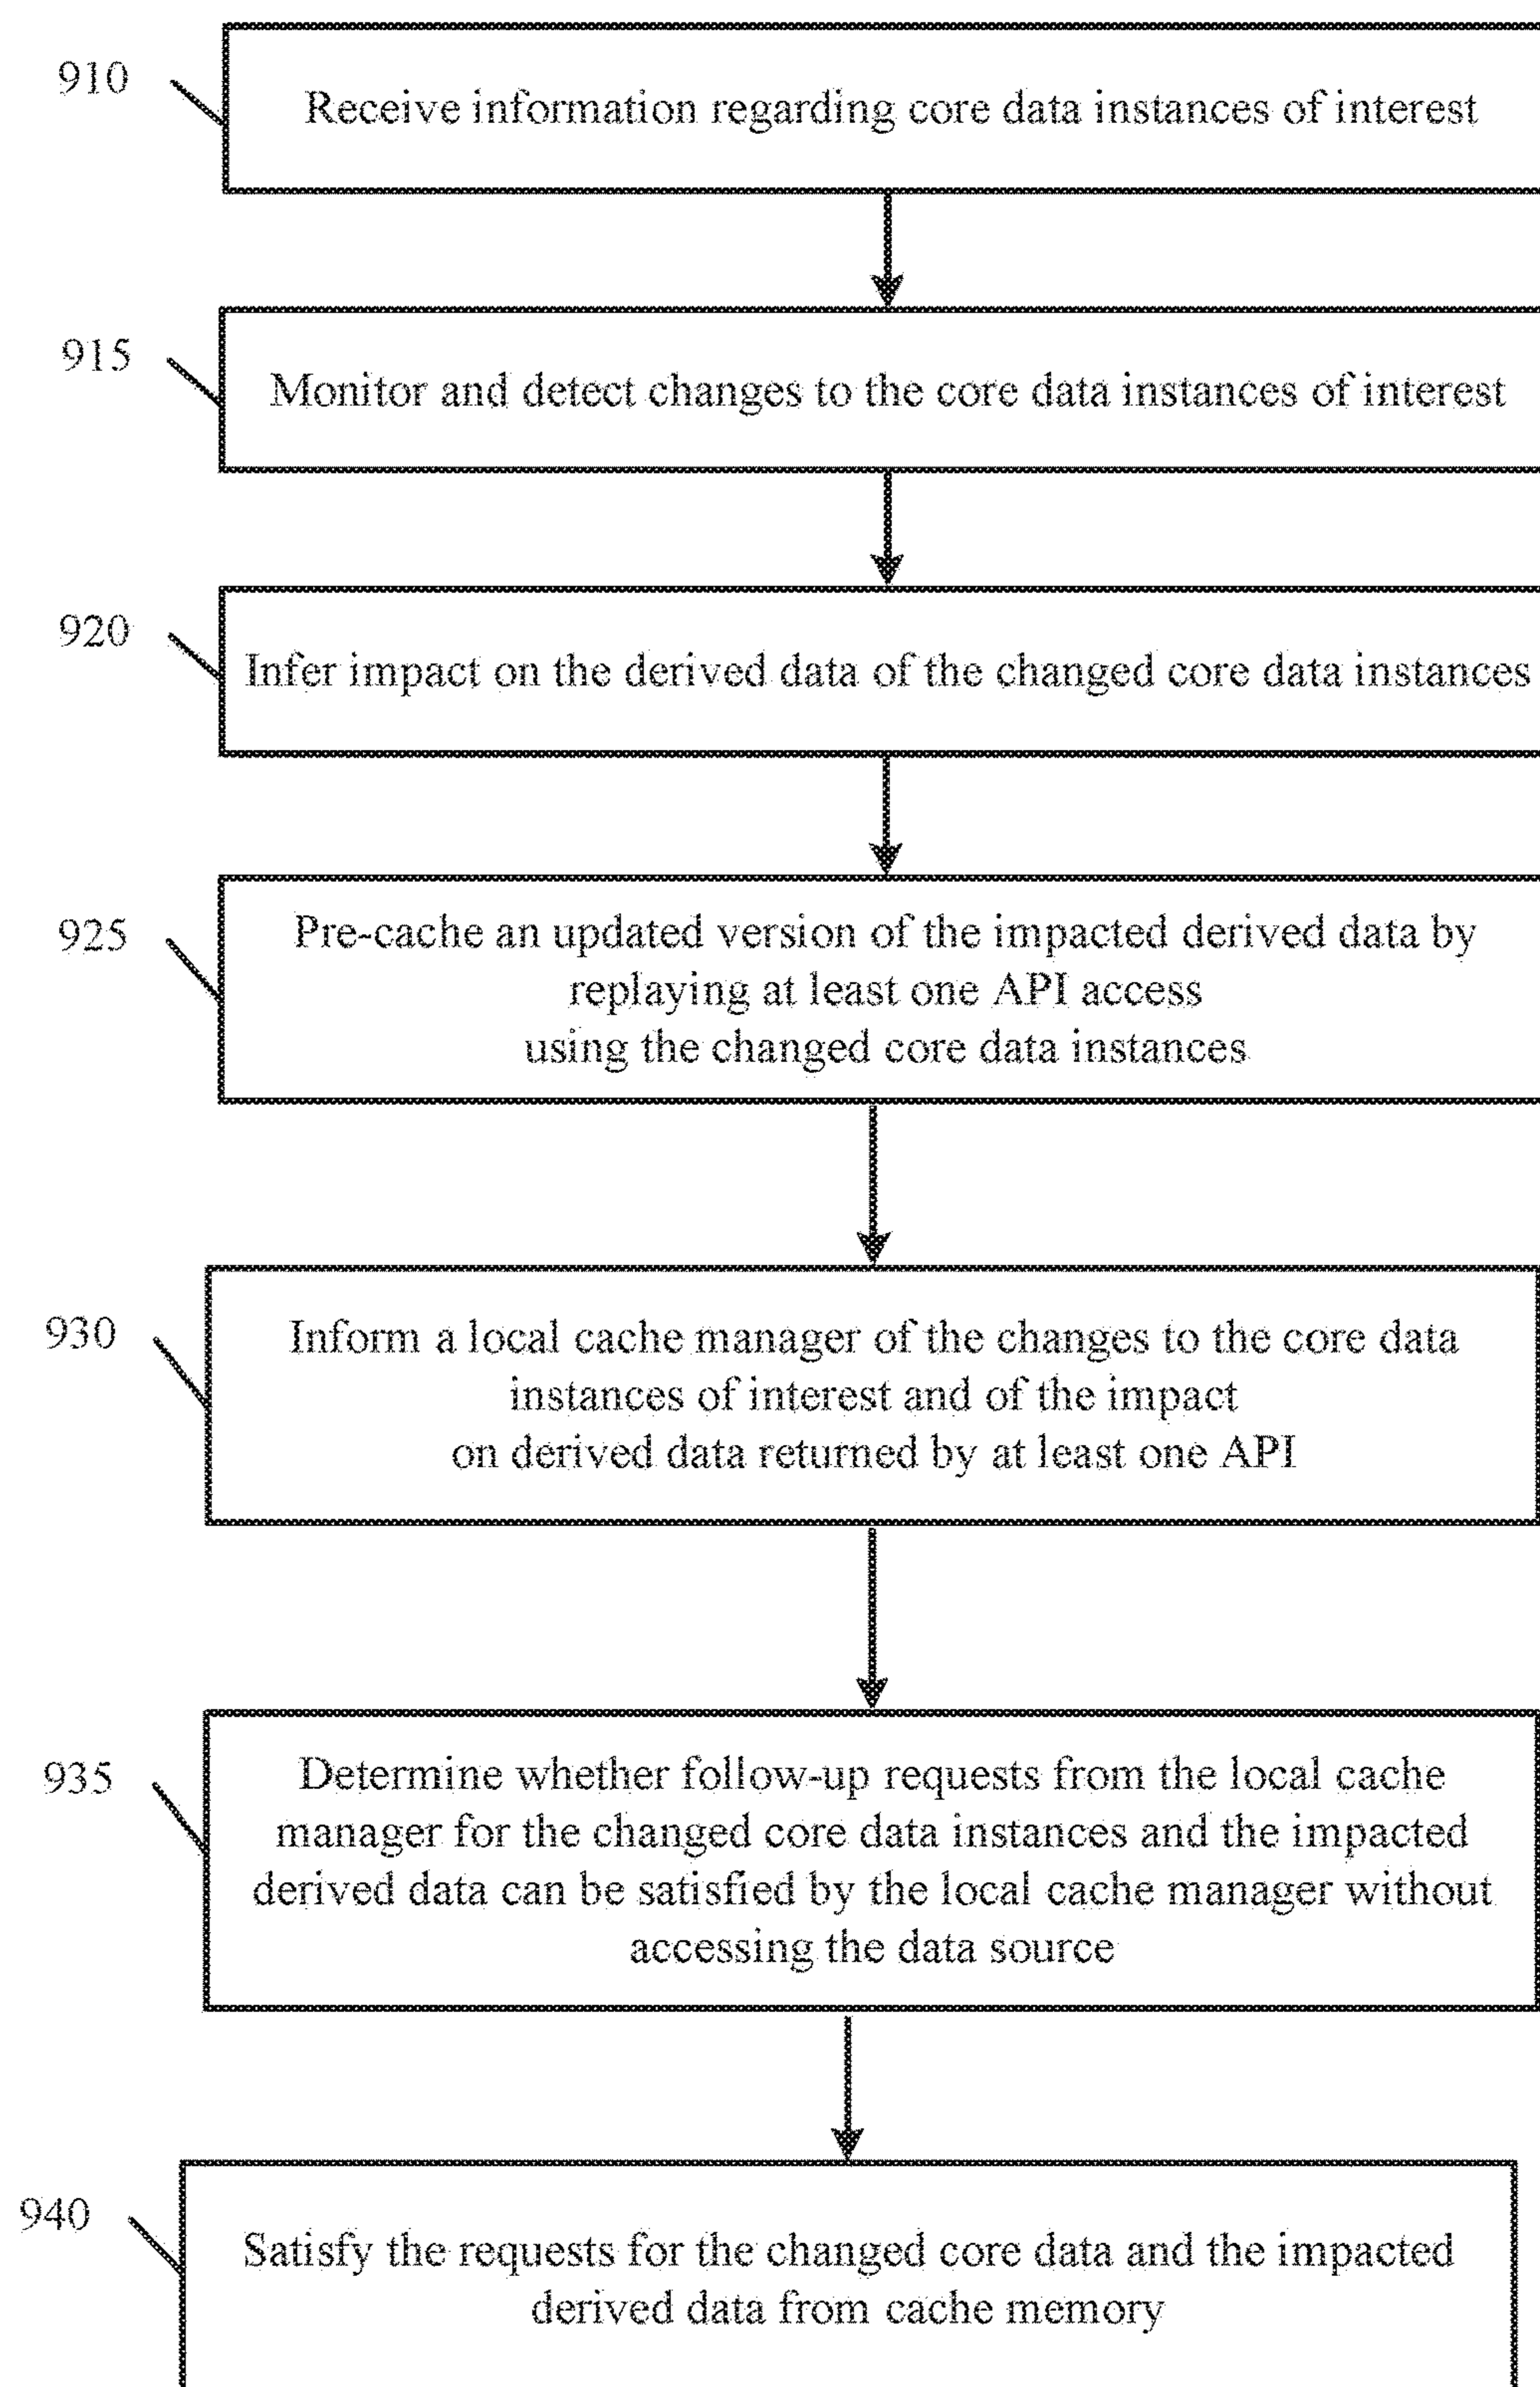 910
Receive information regarding core data instances of interest
915
Monitor and detect changes to the core data instances of interest
920
Infer impact on the derived data of the changed core data instances
925
Pre-cache an updated version of the impacted derived data by
replaying at least one API access
using the changed core data instances
930
Inform a local cache manager of the changes to the core data
instances of interest and of the impact
on derived data returned by at least one API
935
Determine whether follow-up requests from the local cache
manager for the changed core data instances and the impacted
derived data can be satisfied by the local cache manager without
accessing the data source
940
Satisfy the requests for the changed core data and the impacted
derived data from cache memory